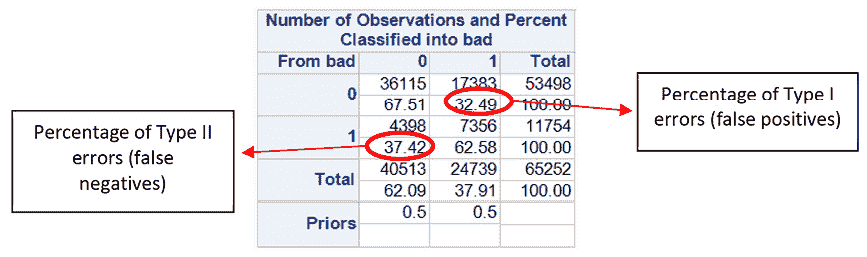 Number of Observations and Percent
Classified into bad
From bad 0 1 Total
0 36115 17383 53498
67.51 32.49 100.00
1 4398 7356 11754
37.42 62.58 100.00
Total 40513 24739 65252
62.09 37.91 100.00
Priors 0.5 0.5
Percentage of Type I
errors (false positives)
Percentage of Type II
errors (false
negatives)